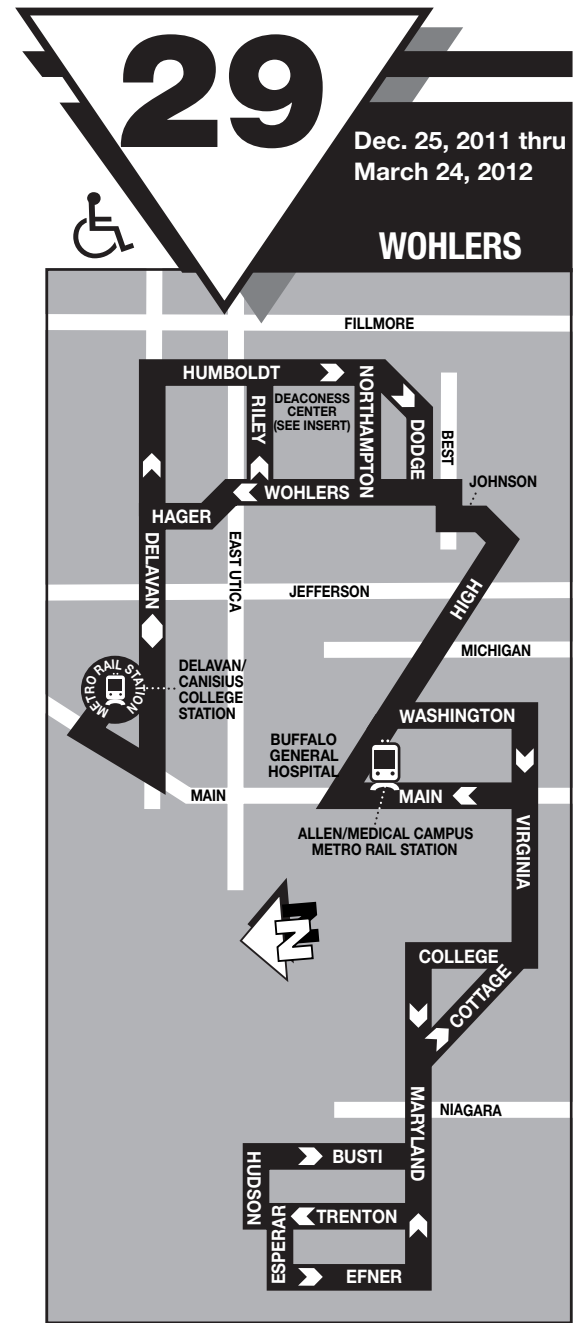 29
Dec. 25, 2011 thru
March 24, 2012
WOHLERS
FILLMORE
HUMBOLDT
NORTHAMPTON
RILEY
DEACONESS
CENTER
(SEE INSERT)
DODGE
BEST
JOHNSON
WOHLERS
HAGER
DELAVAN
EAST UTICA
JEFFERSON
HIGH
MICHIGAN
METRO RAIL STATION
DELAVAN/
CANISIUS
COLLEGE
STATION
WASHINGTON
BUFFALO
GENERAL
HOSPITAL
MAIN
MAIN
ALLEN/MEDICAL CAMPUS
METRO RAIL STATION
VIRGINIA
N
COLLEGE
COTTAGE
MARYLAND
NIAGARA
HUDSON
BUSTI
TRENTON
ESPERAR
EFNER